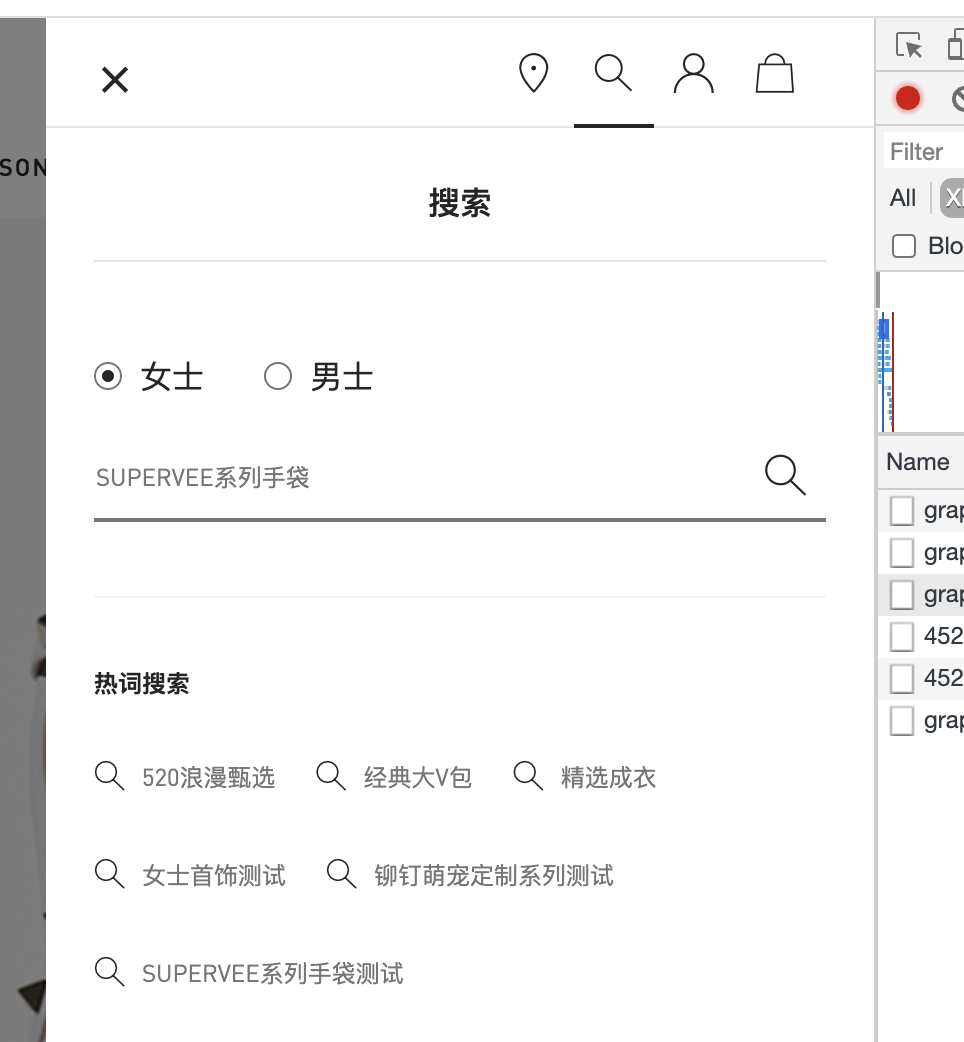 SON
搜索
女士 男士
SUPERVEE系列手袋
热词搜索
520浪漫甄选 经典大V包 精选成衣
女士首饰测试 铆钉萌宠定制系列测试
SUPERVEE系列手袋测试
Filter
All X
Blo
Name
grap
grap
grap
452
452
grap